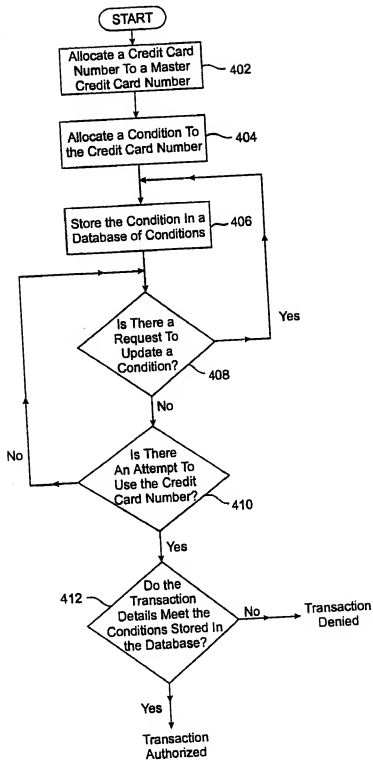 START
Allocate a Credit Card
Number To a Master
Credit Card Number
402
Allocate a Condition To
the Credit Card Number
404
Store the Condition In a
Database of Conditions
406
Is There a
Request To
Update a
Condition?
408
Yes
No
Is There
An Attempt To
Use the Credit
Card Number?
410
No
Yes
412
Do the
Transaction
Details Meet the
Conditions Stored In
the Database?
No
Transaction
Denied
Yes
Transaction
Authorized